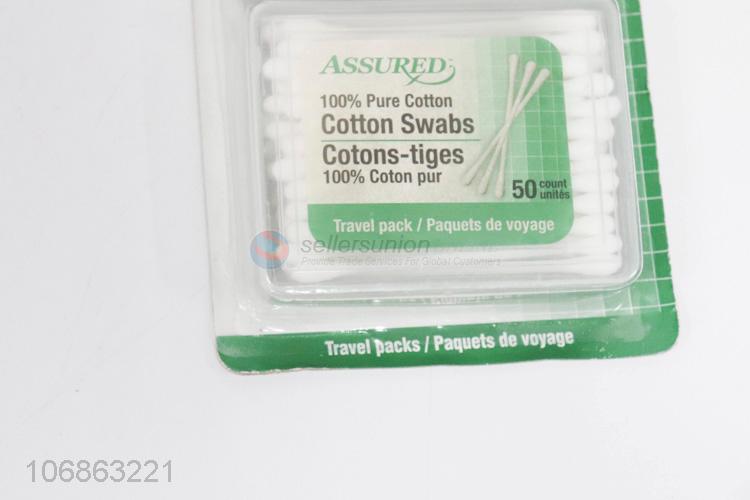 ASSURED
100% Pure Cotton
Cotton Swabs
Cotons-tiges
100% Coton pur
50 count unités
Travel pack / Paquets de voyage
sellersunion
Provide Trade Services For Global Customers
Travel packs / Paquets de voyage
106863221